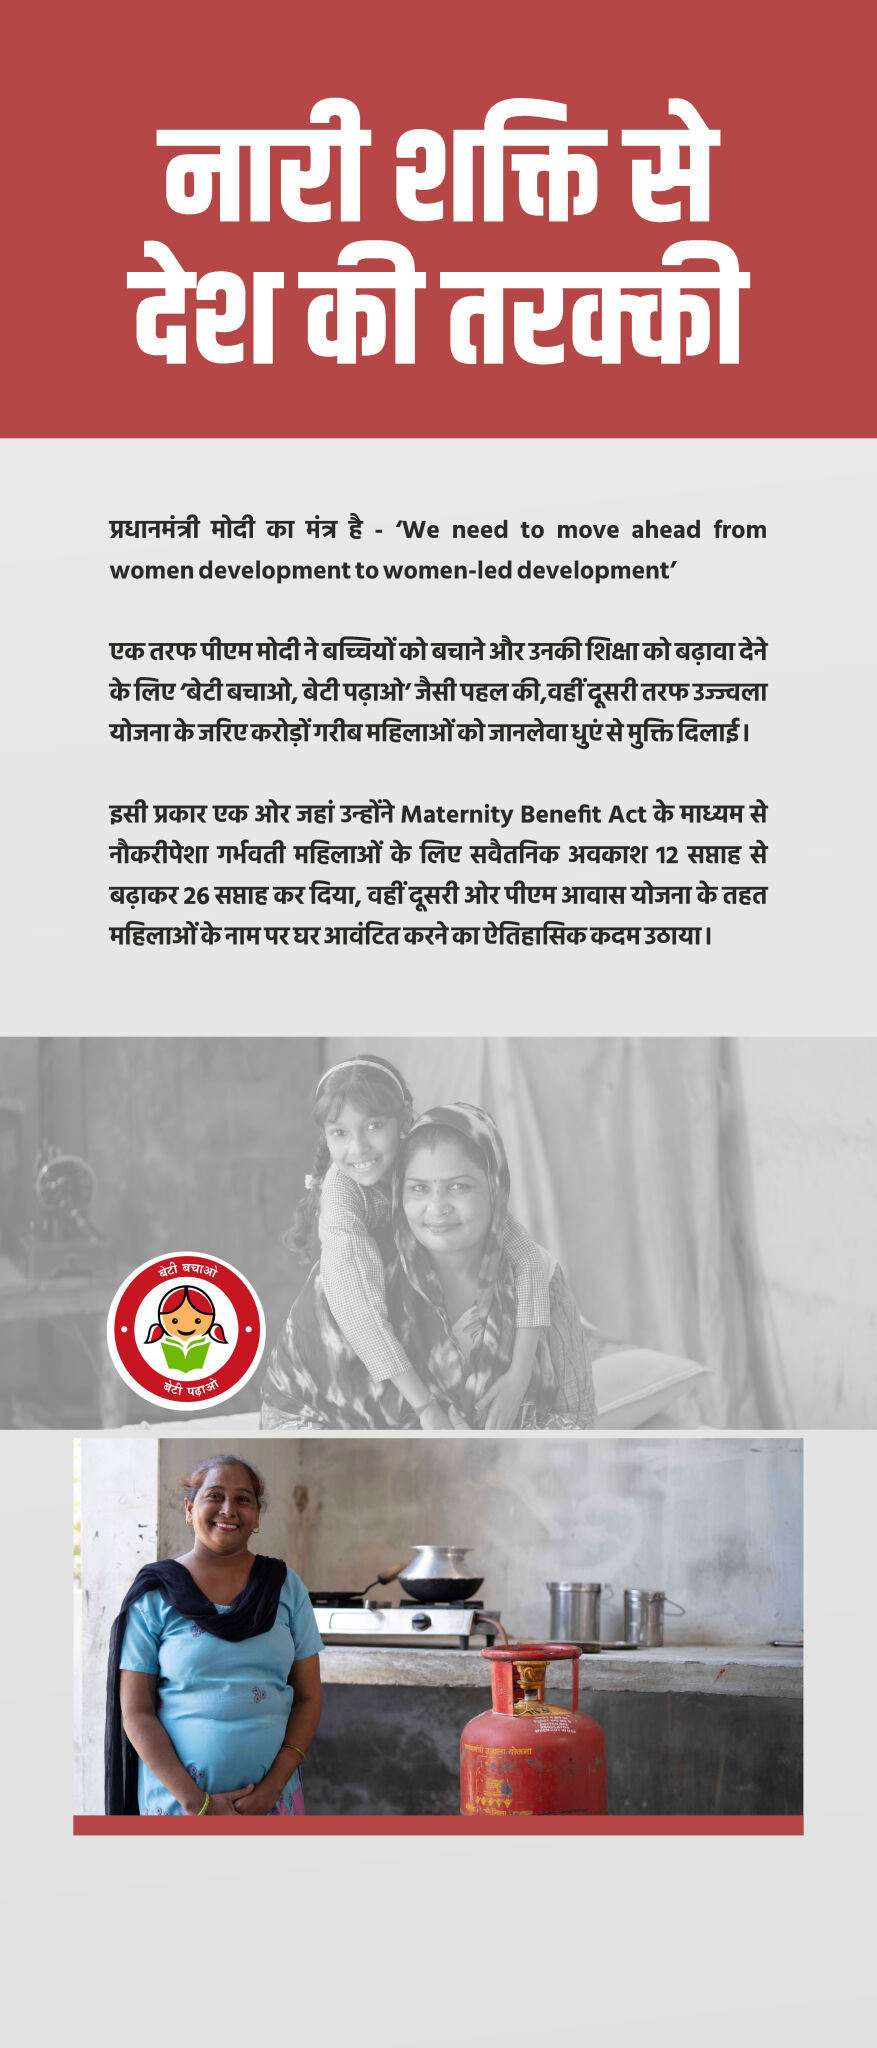 नारी शक्ति से
देश की तरक्की
प्रधानमंत्री मोदी का मंत्र है - ‘We need to move ahead from
women development to women-led development’
एक तरफ पीएम मोदी ने बच्चियों को बचाने और उनकी शिक्षा को बढ़ावा देने
के लिए ‘बेटी बचाओ, बेटी पढ़ाओ’ जैसी पहल की,वहीं दूसरी तरफ उज्ज्वला
योजना के जरिए करोड़ों गरीब महिलाओं को जानलेवा धुएं से मुक्ति दिलाई।
इसी प्रकार एक ओर जहां उन्होंने Maternity Benefit Act के माध्यम से
नौकरीपेशा गर्भवती महिलाओं के लिए सवैतनिक अवकाश 12 सप्ताह से
बढ़ाकर 26 सप्ताह कर दिया, वहीं दूसरी ओर पीएम आवास योजना के तहत
महिलाओं के नाम पर घर आवंटित करने का ऐतिहासिक कदम उठाया।
बेटी बचाओ
बेटी पढ़ाओ